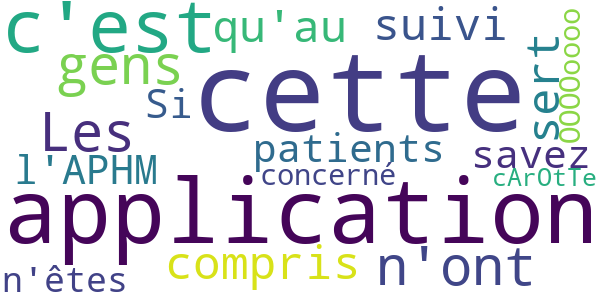 c'est qu'au suivi
gens cette
Si
Les
sert
OOOOoooo
patients savez
l'APHM concerné cArOtTe
application
compris n'ont
n'êtes